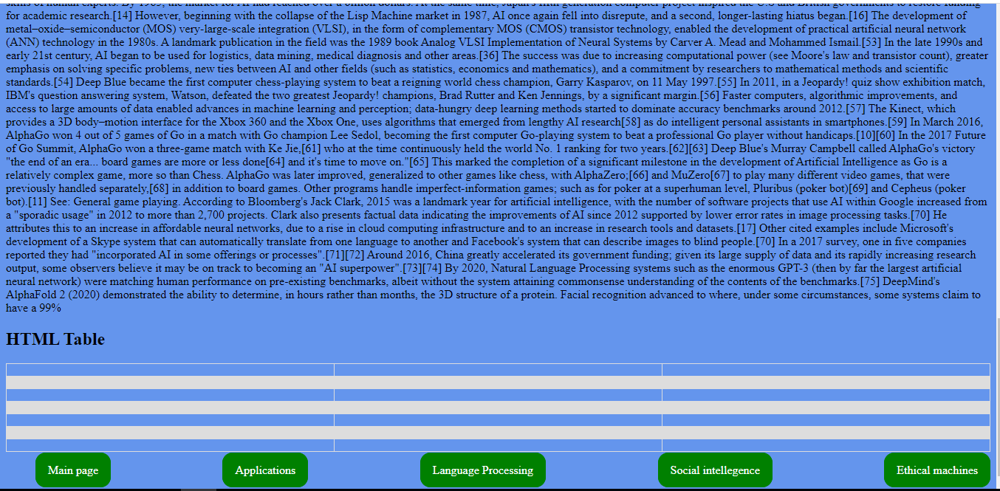 terms of human experts. By 1985, the market for AI had reached over a billion dollars. At the same time, Japan's fifth generation computer project inspired the U.S and British governments to restore funding
for academic research.[14] However, beginning with the collapse of the Lisp Machine market in 1987, AI once again fell into disrepute, and a second, longer-lasting hiatus began.[16] The development of
metal–oxide–semiconductor (MOS) very-large-scale integration (VLSI), in the form of complementary MOS (CMOS) transistor technology, enabled the development of practical artificial neural network
(ANN) technology in the 1980s. A landmark publication in the field was the 1989 book Analog VLSI Implementation of Neural Systems by Carver A. Mead and Mohammed Ismail.[53] In the late 1990s and
early 21st century, AI began to be used for logistics, data mining, medical diagnosis and other areas.[36] The success was due to increasing computational power (see Moore's law and transistor count), greater
emphasis on solving specific problems, new ties between AI and other fields (such as statistics, economics and mathematics), and a commitment by researchers to mathematical methods and scientific
standards.[54] Deep Blue became the first computer chess-playing system to beat a reigning world chess champion, Garry Kasparov, on 11 May 1997.[55] In 2011, in a Jeopardy! quiz show exhibition match,
IBM's question answering system, Watson, defeated the two greatest Jeopardy! champions, Brad Rutter and Ken Jennings, by a significant margin.[56] Faster computers, algorithmic improvements, and
access to large amounts of data enabled advances in machine learning and perception; data-hungry deep learning methods started to dominate accuracy benchmarks around 2012.[57] The Kinect, which
provides a 3D body–motion interface for the Xbox 360 and the Xbox One, uses algorithms that emerged from lengthy AI research[58] as do intelligent personal assistants in smartphones.[59] In March 2016,
AlphaGo won 4 out of 5 games of Go in a match with Go champion Lee Sedol, becoming the first computer Go-playing system to beat a professional Go player without handicaps.[10][60] In the 2017 Future
of Go Summit, AlphaGo won a three-game match with Ke Jie,[61] who at the time continuously held the world No. 1 ranking for two years.[62][63] Deep Blue's Murray Campbell called AlphaGo's victory
"the end of an era... board games are more or less done[64] and it's time to move on."[65] This marked the completion of a significant milestone in the development of Artificial Intelligence as Go is a
relatively complex game, more so than Chess. AlphaGo was later improved, generalized to other games like chess, with AlphaZero;[66] and MuZero[67] to play many different video games, that were
previously handled separately,[68] in addition to board games. Other programs handle imperfect-information games; such as for poker at a superhuman level, Pluribus (poker bot)[69] and Cepheus (poker
bot).[11] See: General game playing. According to Bloomberg's Jack Clark, 2015 was a landmark year for artificial intelligence, with the number of software projects that use AI within Google increased from
a "sporadic usage" in 2012 to more than 2,700 projects. Clark also presents factual data indicating the improvements of AI since 2012 supported by lower error rates in image processing tasks.[70] He
attributes this to an increase in affordable neural networks, due to a rise in cloud computing infrastructure and to an increase in research tools and datasets.[17] Other cited examples include Microsoft's
development of a Skype system that can automatically translate from one language to another and Facebook's system that can describe images to blind people.[70] In a 2017 survey, one in five companies
reported they had "incorporated AI in some offerings or processes".[71][72] Around 2016, China greatly accelerated its government funding; given its large supply of data and its rapidly increasing research
output, some observers believe it may be on track to becoming an "AI superpower".[73][74] By 2020, Natural Language Processing systems such as the enormous GPT-3 (then by far the largest artificial
neural network) were matching human performance on pre-existing benchmarks, albeit without the system attaining commonsense understanding of the contents of the benchmarks.[75] DeepMind's
AlphaFold 2 (2020) demonstrated the ability to determine, in hours rather than months, the 3D structure of a protein. Facial recognition advanced to where, under some circumstances, some systems claim to
have a 99%
HTML Table
Main page
Applications
Language Processing
Social intellegence
Ethical machines